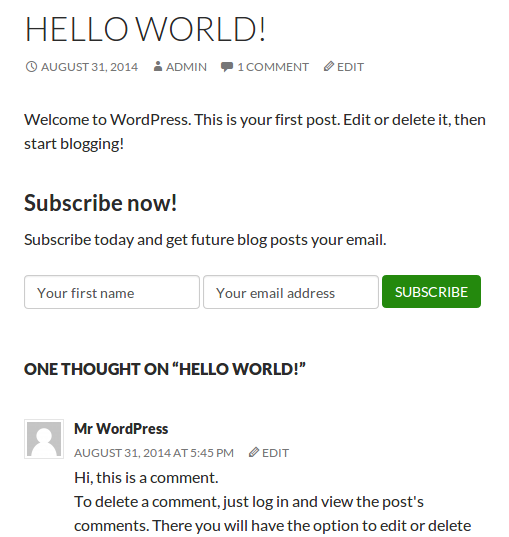 HELLO WORLD!
AUGUST 31, 2014 ADMIN 1 COMMENT EDIT
Welcome to WordPress. This is your first post. Edit or delete it, then
start blogging!
Subscribe now!
Subscribe today and get future blog posts your email.
Your first name Your email address SUBSCRIBE
ONE THOUGHT ON “HELLO WORLD!”
Mr WordPress
AUGUST 31, 2014 AT 5:45 PM EDIT
Hi, this is a comment.
To delete a comment, just log in and view the post's
comments. There you will have the option to edit or delete